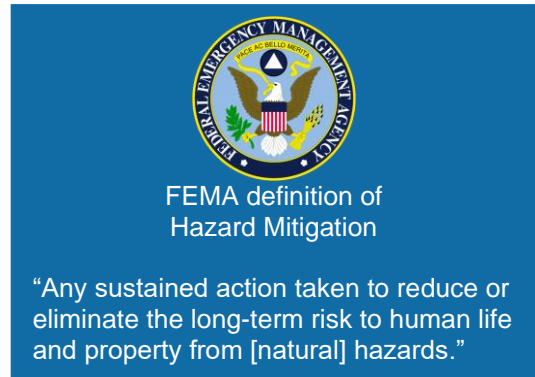 FEDERAL EMERGENCY MANAGEMENT AGENCY
PACE AC BELLO MERITA
FEMA definition of
Hazard Mitigation
“Any sustained action taken to reduce or
eliminate the long-term risk to human life
and property from [natural] hazards.”